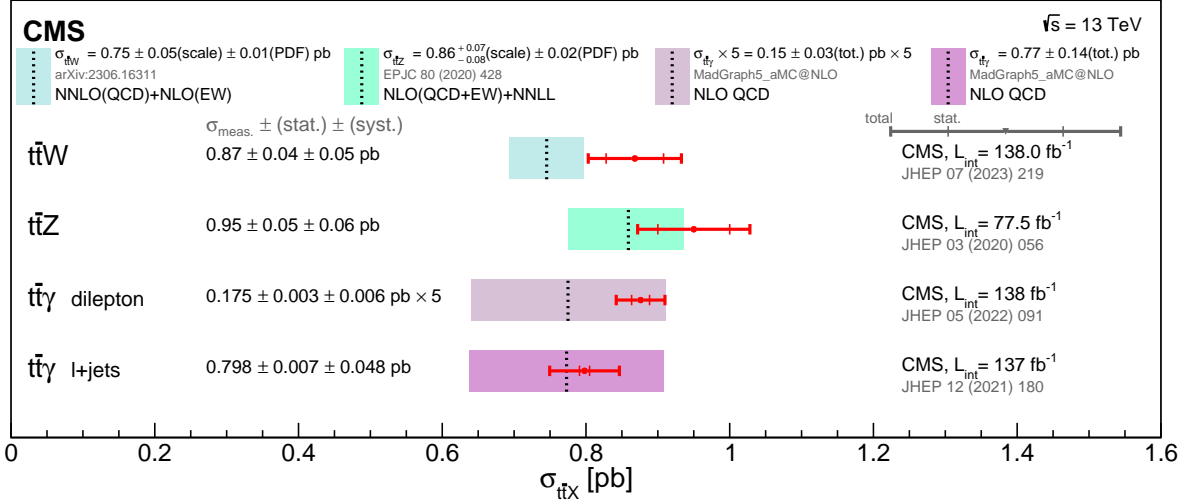 CMS
√s = 13 TeV
σtt̄W = 0.75 ± 0.05(scale) ± 0.01(PDF) pb
arXiv:2306.16311
NNLO(QCD)+NLO(EW)
σtt̄Z = 0.86 +0.07 −0.08 (scale) ± 0.02(PDF) pb
EPJC 80 (2020) 428
NLO(QCD+EW)+NNLL
σtt̄γ × 5 = 0.15 ± 0.03(tot.) pb × 5
MadGraph5_aMC@NLO
NLO QCD
σtt̄γ = 0.77 ± 0.14(tot.) pb
MadGraph5_aMC@NLO
NLO QCD
σmeas. ± (stat.) ± (syst.)
total stat.
tt̄W 0.87 ± 0.04 ± 0.05 pb CMS, Lint = 138.0 fb-1
JHEP 07 (2023) 219
tt̄Z 0.95 ± 0.05 ± 0.06 pb CMS, Lint = 77.5 fb-1
JHEP 03 (2020) 056
tt̄γ dilepton 0.175 ± 0.003 ± 0.006 pb × 5 CMS, Lint = 138 fb-1
JHEP 05 (2022) 091
tt̄γ l+jets 0.798 ± 0.007 ± 0.048 pb CMS, Lint = 137 fb-1
JHEP 12 (2021) 180
0 0.2 0.4 0.6 0.8 1 1.2 1.4 1.6
σtt̄X [pb]